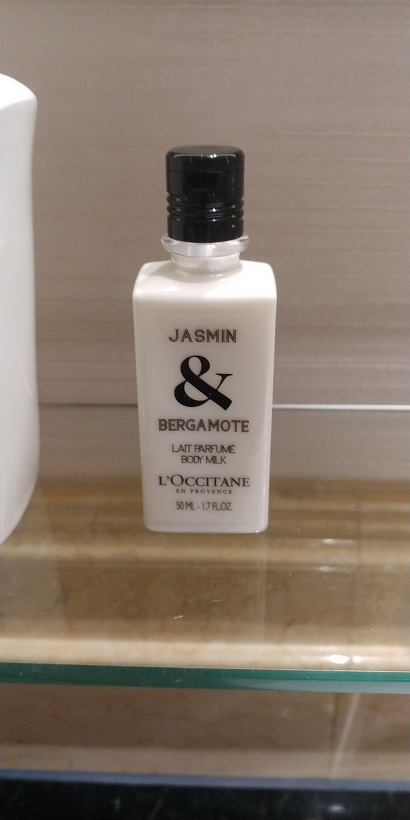 JASMIN
&
BERGAMOTE
LAIT PARFUMÉ
BODY MILK
L'OCCITANE
EN PROVENCE
50 ML - 1.7 FL.OZ.